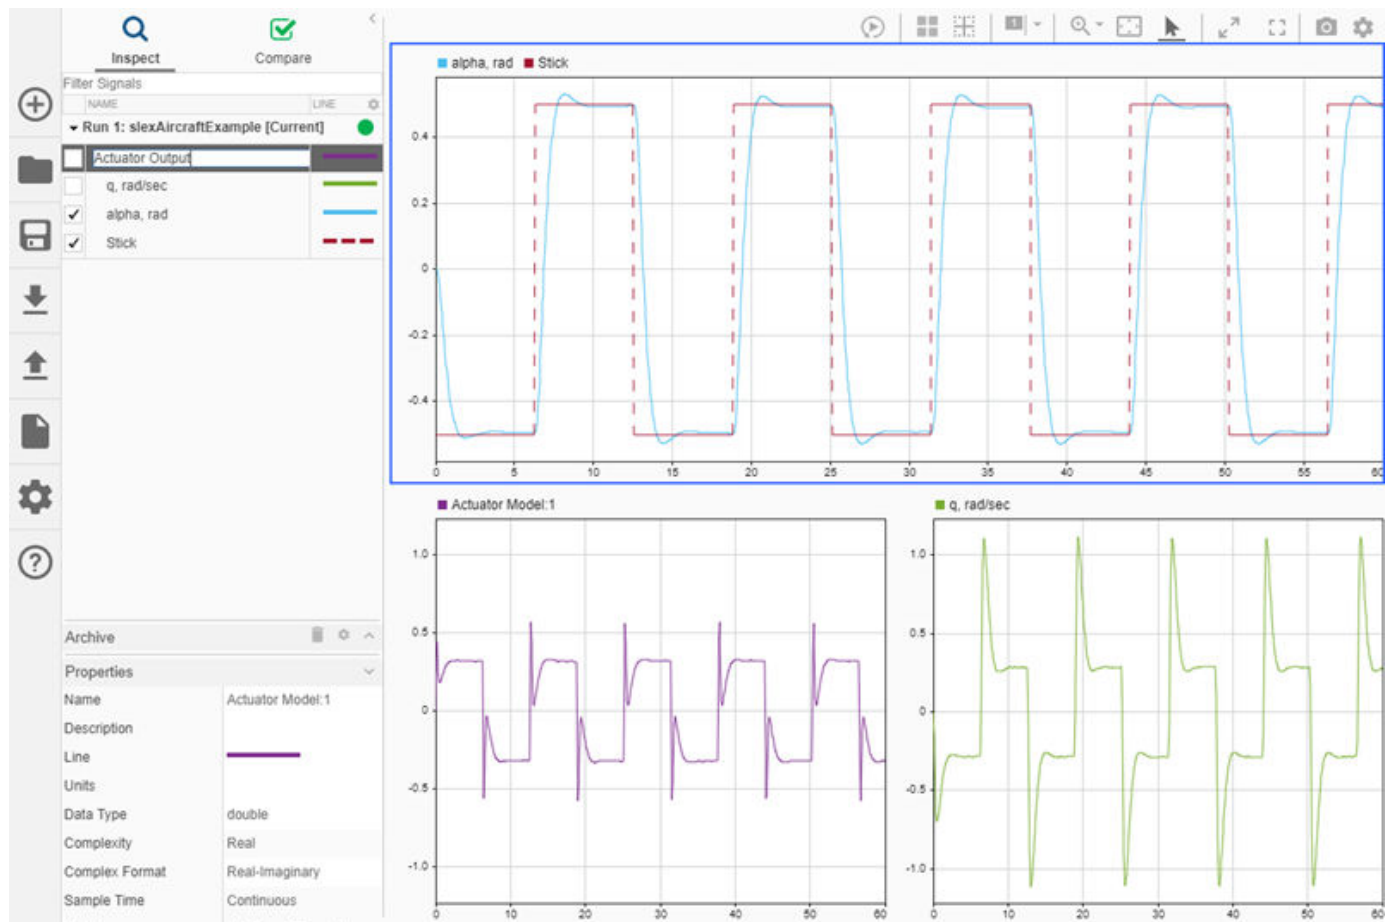 Inspect Compare
Filter Signals
NAME LINE
Run 1: slexAircraftExample [Current]
Actuator Output
q, rad/sec
alpha, rad
Stick
Archive
Properties
Name Actuator Model:1
Description
Line
Units
Data Type double
Complexity Real
Complex Format Real-Imaginary
Sample Time Continuous
1
alpha, rad Stick
0.4
0.2
0
-0.2
-0.4
0 5 10 15 20 25 30 35 40 45 50 55 60
Actuator Model:1
1.0
0.5
0
-0.5
-1.0
0 10 20 30 40 50 60
q, rad/sec
1.0
0.5
0
-0.5
-1.0
0 10 20 30 40 50 60